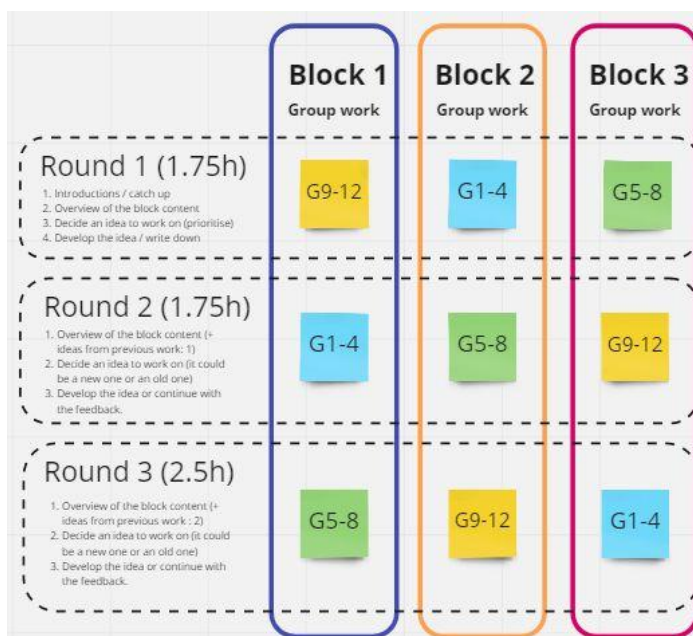 Block 1
Block 2
Block 3
Group work
Group work
Group work
Round 1 (1.75h)
1. Introductions / catch up
2. Overview of the block content
3. Decide an idea to work on (prioritise)
4. Develop the idea / write down
G9-12
G1-4
G5-8
Round 2 (1.75h)
1. Overview of the block content (+
ideas from previous work: 1)
2. Decide an idea to work on (it could
be a new one or an old one)
3. Develop the idea or continue with
the feedback.
G1-4
G5-8
G9-12
Round 3 (2.5h)
1. Overview of the block content (+
ideas from previous work : 2)
2. Decide an idea to work on (it could
be a new one or an old one)
3. Develop the idea or continue with
the feedback.
G5-8
G9-12
G1-4